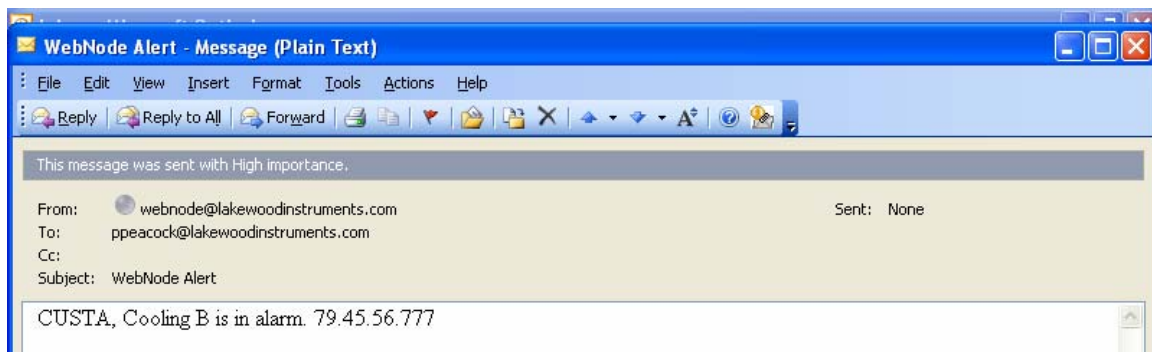 WebNode Alert - Message (Plain Text)
File Edit View Insert Format Tools Actions Help
Reply Reply to All Forward
This message was sent with High importance.
From: webnode@lakewoodinstruments.com Sent: None
To: ppeacock@lakewoodinstruments.com
Cc:
Subject: WebNode Alert
CUSTA, Cooling B is in alarm. 79.45.56.777